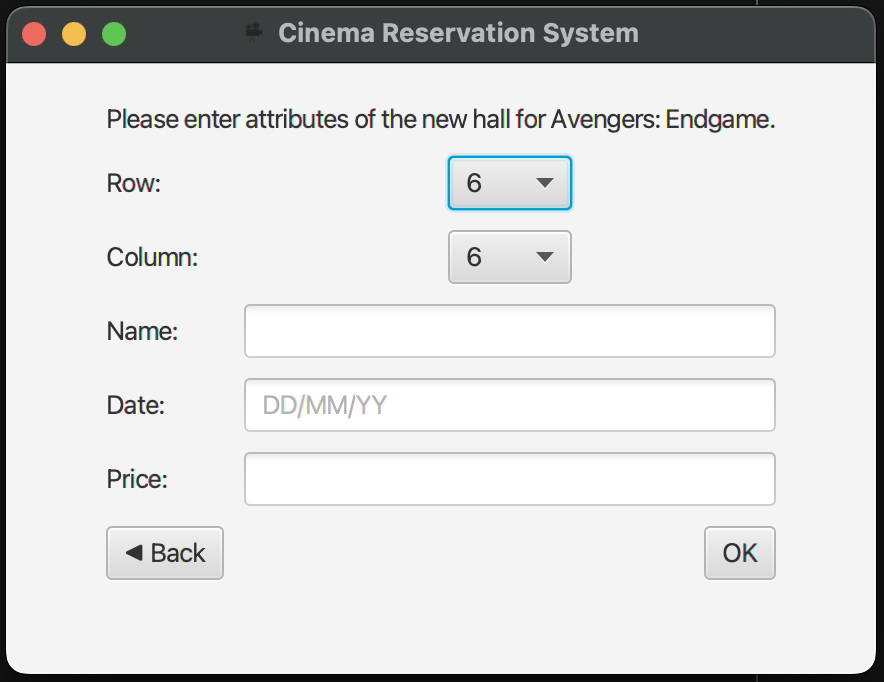 Cinema Reservation System
Please enter attributes of the new hall for Avengers: Endgame.
Row: 6
Column: 6
Name:
Date: DD/MM/YY
Price:
◀ Back OK